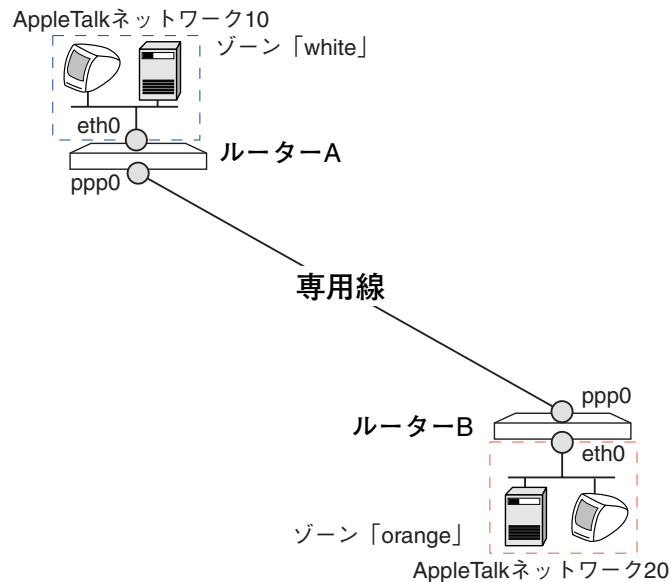 AppleTalkネットワーク10
ゾーン「white」
eth0
ルーターA
ppp0
専用線
ppp0
ルーターB
eth0
ゾーン「orange」
AppleTalkネットワーク20